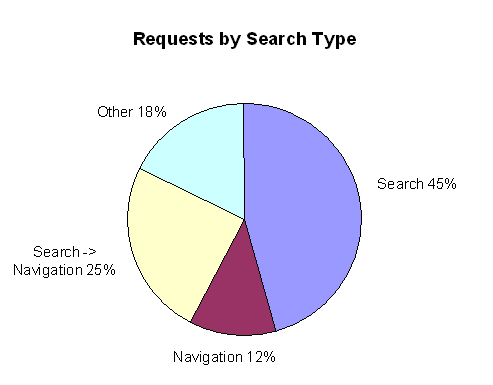 Requests by Search Type
Other 18%
Search 45%
Search ->
Navigation 25%
Navigation 12%